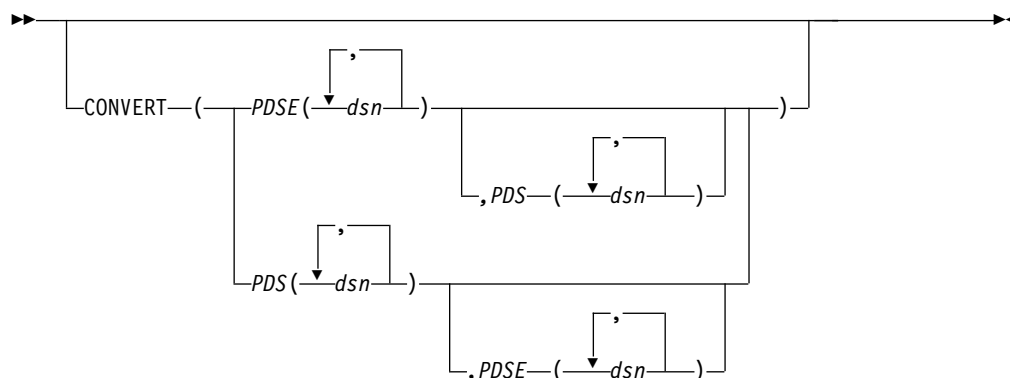 ,
CONVERT ( PDSE( dsn ) )
,
,PDS ( dsn )
,
PDS( dsn )
,
,PDSE ( dsn )